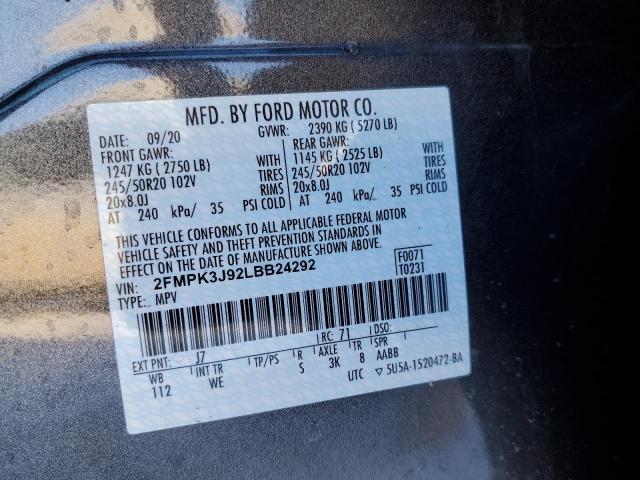 MFD. BY FORD MOTOR CO.
DATE: 09/20 GVWR: 2390 KG ( 5270 LB)
FRONT GAWR: REAR GAWR:
1247 KG ( 2750 LB) WITH 1145 KG ( 2525 LB) WITH
245/50R20 102V TIRES 245/50R20 102V TIRES
20x8.0J RIMS 20x8.0J RIMS
AT 240 kPa/ 35 PSI COLD AT 240 kPa/ 35 PSI COLD
THIS VEHICLE CONFORMS TO ALL APPLICABLE FEDERAL MOTOR
VEHICLE SAFETY AND THEFT PREVENTION STANDARDS IN
EFFECT ON THE DATE OF MANUFACTURE SHOWN ABOVE.
VIN: 2FMPK3J92LBB24292 F0071
TYPE: MPV T0231
EXT PNT: J7 RC: 71 DSO:
WB INT TR TP/PS R AXLE TR SPR
112 WE S 3K 8 AABB
UTC ▽ 5U5A-1520472-BA